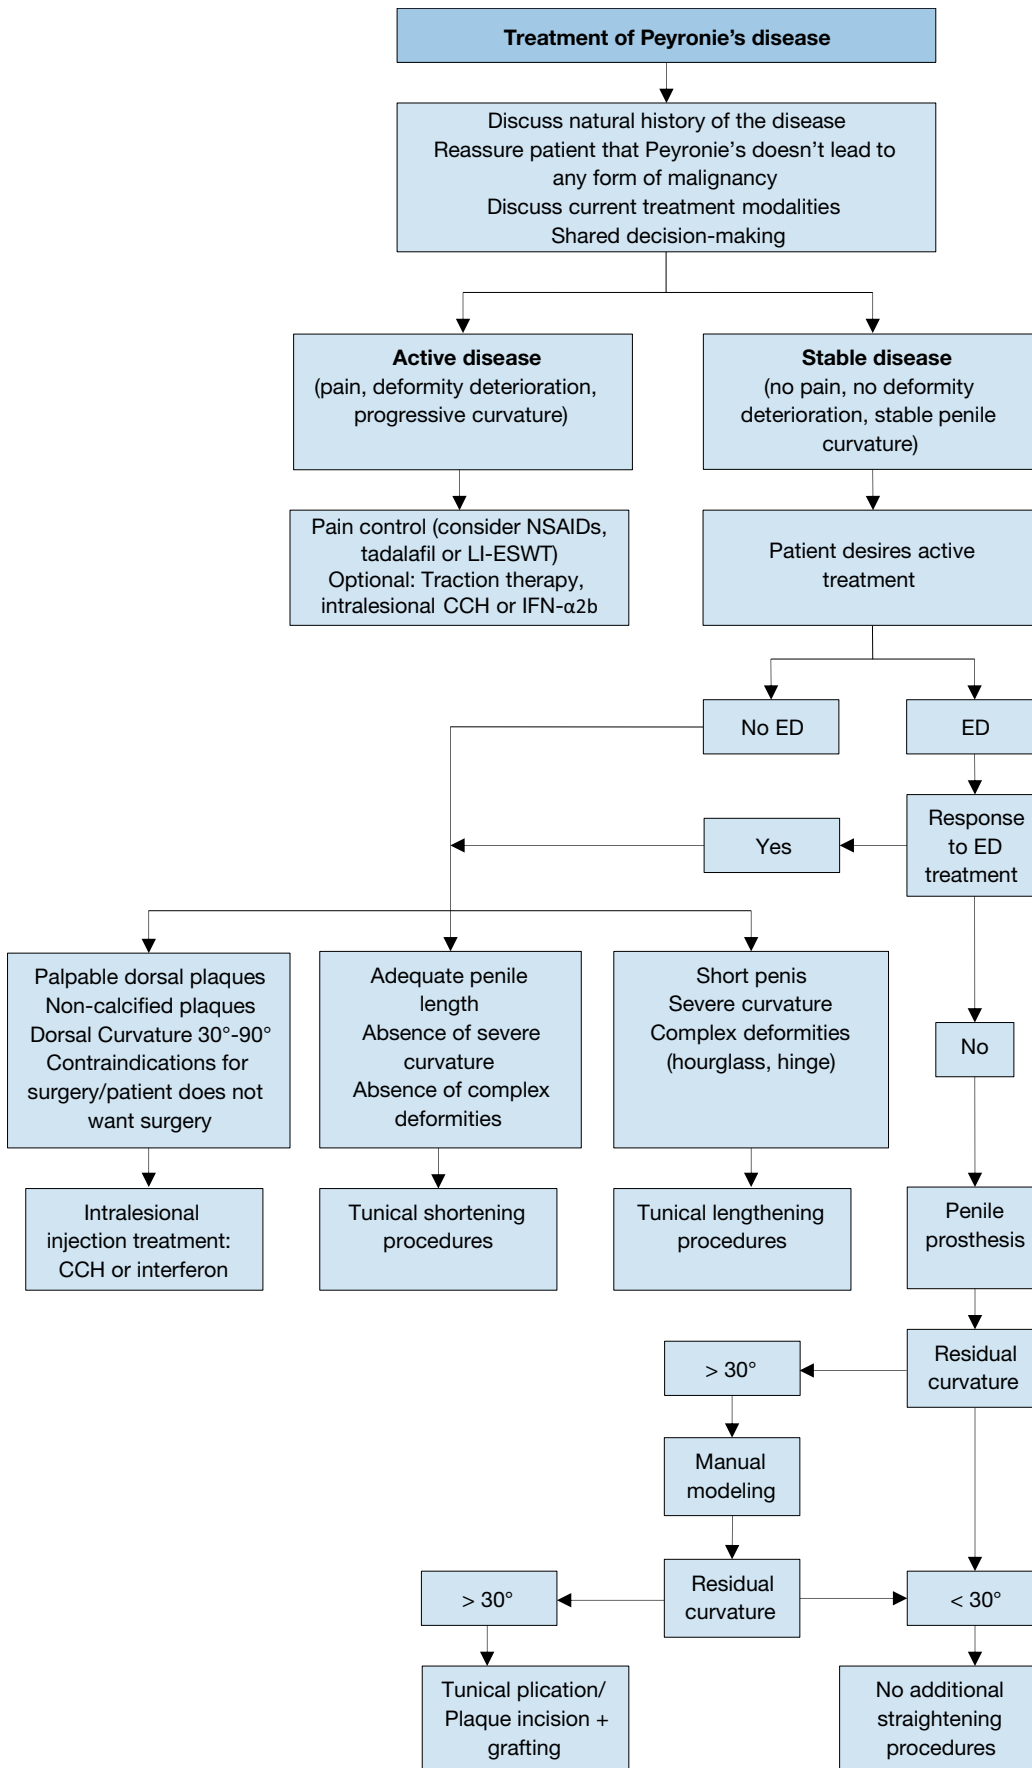 Treatment of Peyronie’s disease
Discuss natural history of the disease
Reassure patient that Peyronie’s doesn’t lead to
any form of malignancy
Discuss current treatment modalities
Shared decision-making
Active disease
(pain, deformity deterioration,
progressive curvature)
Stable disease
(no pain, no deformity
deterioration, stable penile
curvature)
Pain control (consider NSAIDs,
tadalafil or LI-ESWT)
Optional: Traction therapy,
intralesional CCH or IFN-α2b
Patient desires active
treatment
No ED
ED
Yes
Response
to ED
treatment
Palpable dorsal plaques
Non-calcified plaques
Dorsal Curvature 30°-90°
Contraindications for
surgery/patient does not
want surgery
Adequate penile
length
Absence of severe
curvature
Absence of complex
deformities
Short penis
Severe curvature
Complex deformities
(hourglass, hinge)
No
Intralesional
injection treatment:
CCH or interferon
Tunical shortening
procedures
Tunical lengthening
procedures
Penile
prosthesis
> 30°
Residual
curvature
Manual
modeling
> 30°
Residual
curvature
< 30°
Tunical plication/
Plaque incision +
grafting
No additional
straightening
procedures